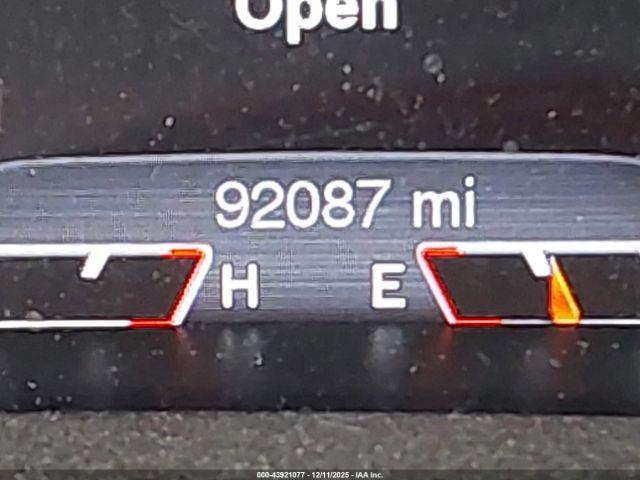 Open
92087 mi
H E
000-43921077 - 12/11/2025 - IAA Inc.